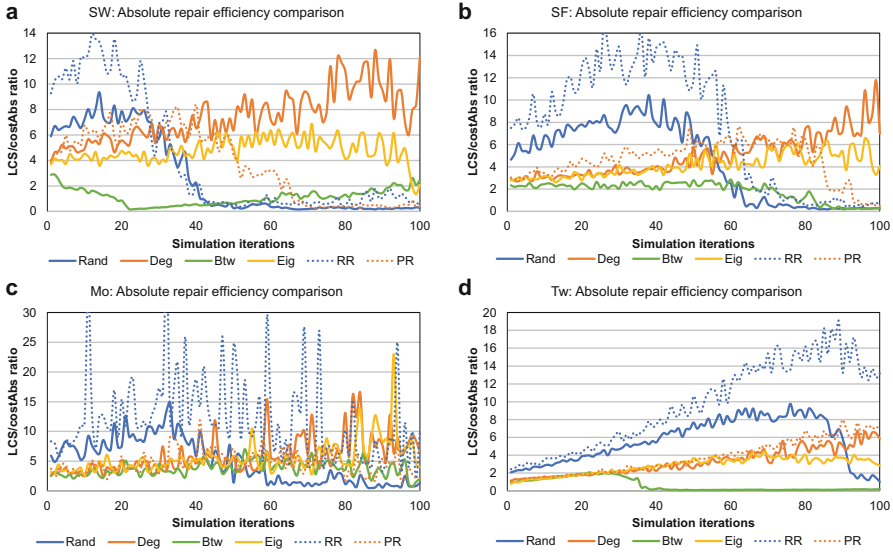 a
SW: Absolute repair efficiency comparison
LCS/costAbs ratio
14
12
10
8
6
4
2
0
0 20 40 60 80 100
Simulation iterations
Rand Deg Btw Eig RR PR
b
SF: Absolute repair efficiency comparison
LCS/costAbs ratio
16
14
12
10
8
6
4
2
0
0 20 40 60 80 100
Simulation iterations
Rand Deg Btw Eig RR PR
c
Mo: Absolute repair efficiency comparison
LCS/costAbs ratio
30
25
20
15
10
5
0
0 20 40 60 80 100
Simulation iterations
Rand Deg Btw Eig RR PR
d
Tw: Absolute repair efficiency comparison
LCS/costAbs ratio
20
18
16
14
12
10
8
6
4
2
0
0 20 40 60 80 100
Simulation iterations
Rand Deg Btw Eig RR PR